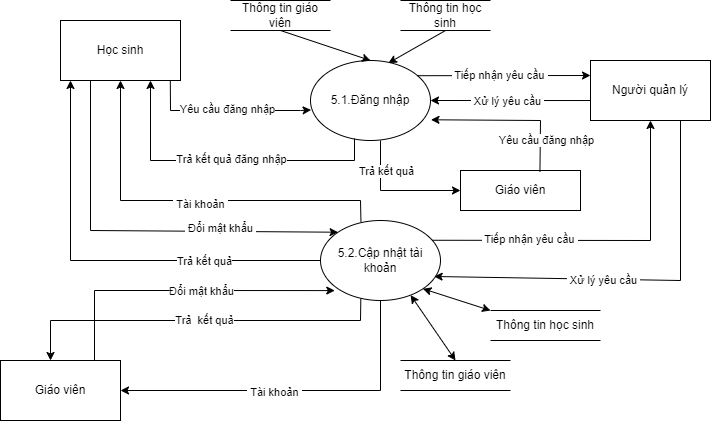 Thông tin giáo
viên
Thông tin học
sinh
Học sinh
5.1.Đăng nhập
Tiếp nhận yêu cầu
Người quản lý
Xử lý yêu cầu
Yêu cầu đăng nhập
Yêu cầu đăng nhập
Trả kết quả đăng nhập
Trả kết quả
Giáo viên
Tài khoản
Đổi mật khẩu
5.2.Cập nhật tài
khoản
Tiếp nhận yêu cầu
Trả kết quả
Xử lý yêu cầu
Đổi mật khẩu
Trả kết quả
Thông tin học sinh
Thông tin giáo viên
Giáo viên
Tài khoản